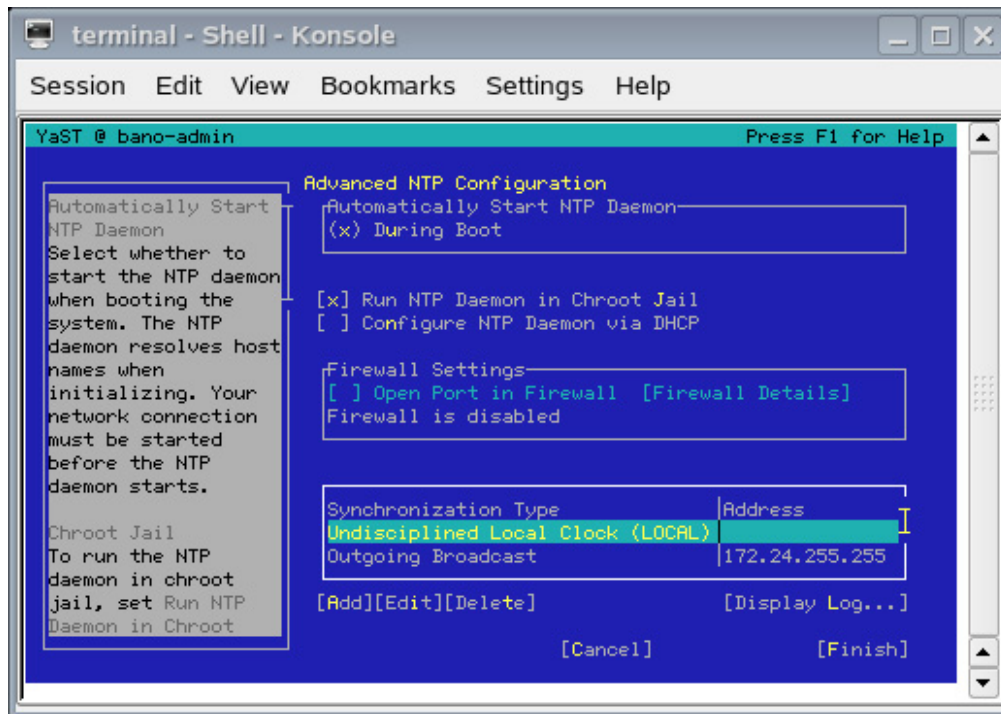 terminal - Shell - Konsole
Session Edit View Bookmarks Settings Help
YaST @ bano-admin Press F1 for Help
Automatically Start
NTP Daemon
Select whether to
start the NTP daemon
when booting the
system. The NTP
daemon resolves host
names when
initializing. Your
network connection
must be started
before the NTP
daemon starts.
Chroot Jail
To run the NTP
daemon in chroot
jail, set Run NTP
Daemon in Chroot
Advanced NTP Configuration
Automatically Start NTP Daemon
(x) During Boot
[x] Run NTP Daemon in Chroot Jail
[ ] Configure NTP Daemon via DHCP
Firewall Settings
[ ] Open Port in Firewall [Firewall Details]
Firewall is disabled
Synchronization Type Address
Undisciplined Local Clock (LOCAL)
Outgoing Broadcast 172.24.255.255
[Add][Edit][Delete] [Display Log...]
[Cancel] [Finish]